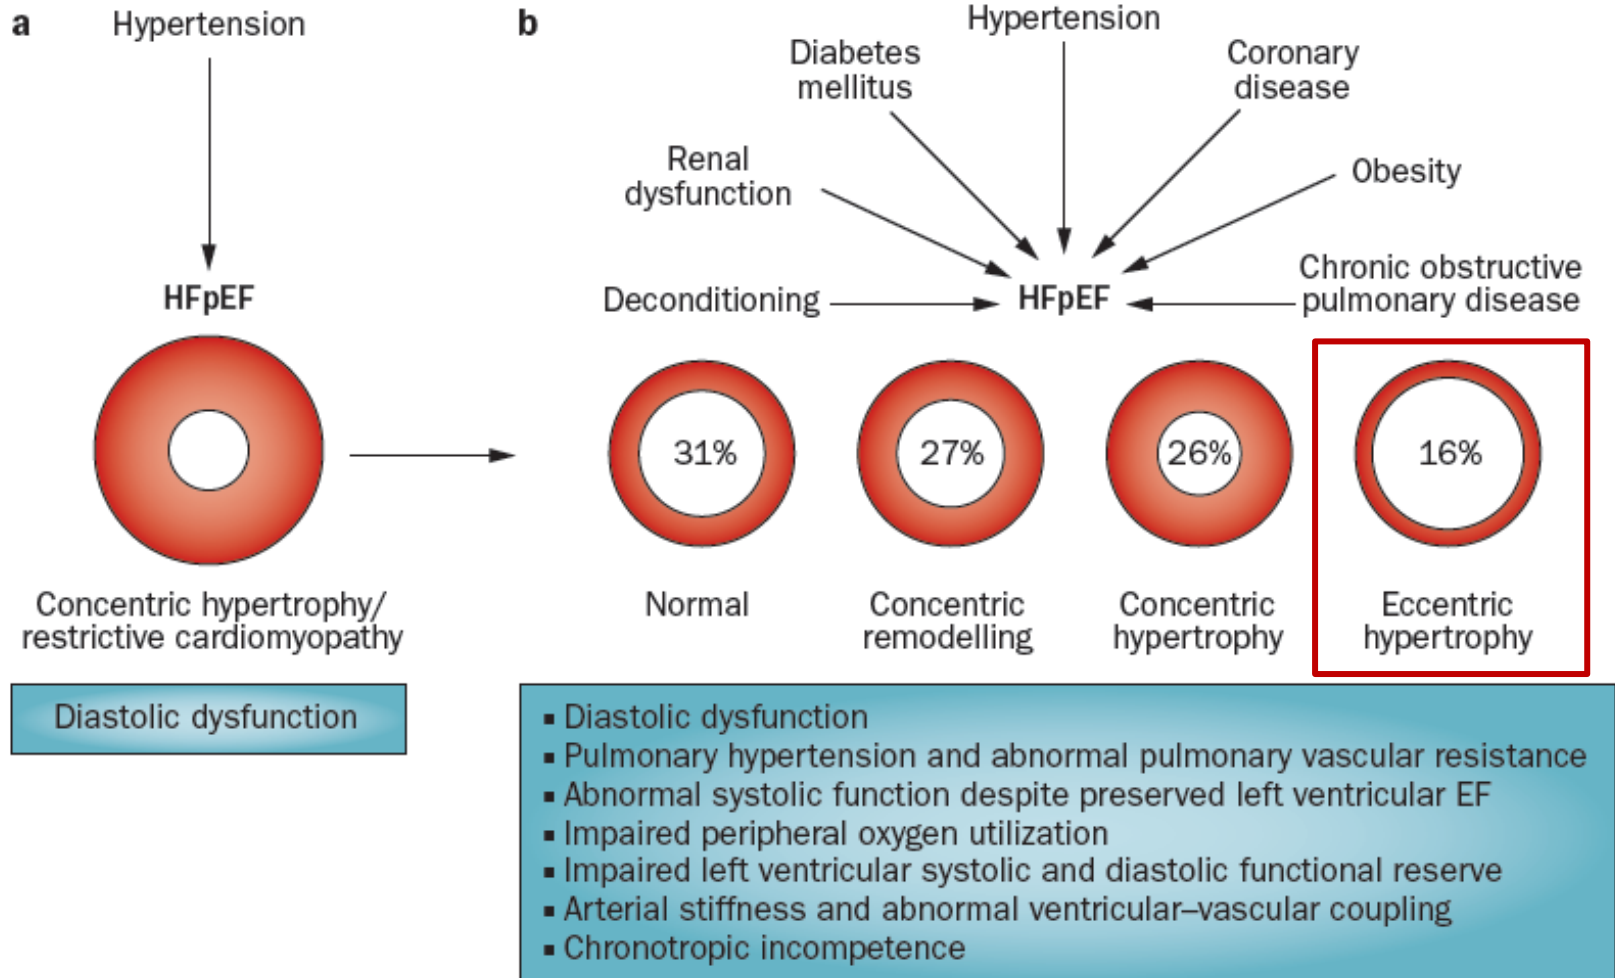 a
Hypertension
HFpEF
Concentric hypertrophy/
restrictive cardiomyopathy
Diastolic dysfunction
b
Hypertension
Diabetes
mellitus
Coronary
disease
Renal
dysfunction
Obesity
Deconditioning
HFpEF
Chronic obstructive
pulmonary disease
31%
27%
26%
16%
Normal
Concentric
remodelling
Concentric
hypertrophy
Eccentric
hypertrophy
▪ Diastolic dysfunction
▪ Pulmonary hypertension and abnormal pulmonary vascular resistance
▪ Abnormal systolic function despite preserved left ventricular EF
▪ Impaired peripheral oxygen utilization
▪ Impaired left ventricular systolic and diastolic functional reserve
▪ Arterial stiffness and abnormal ventricular–vascular coupling
▪ Chronotropic incompetence